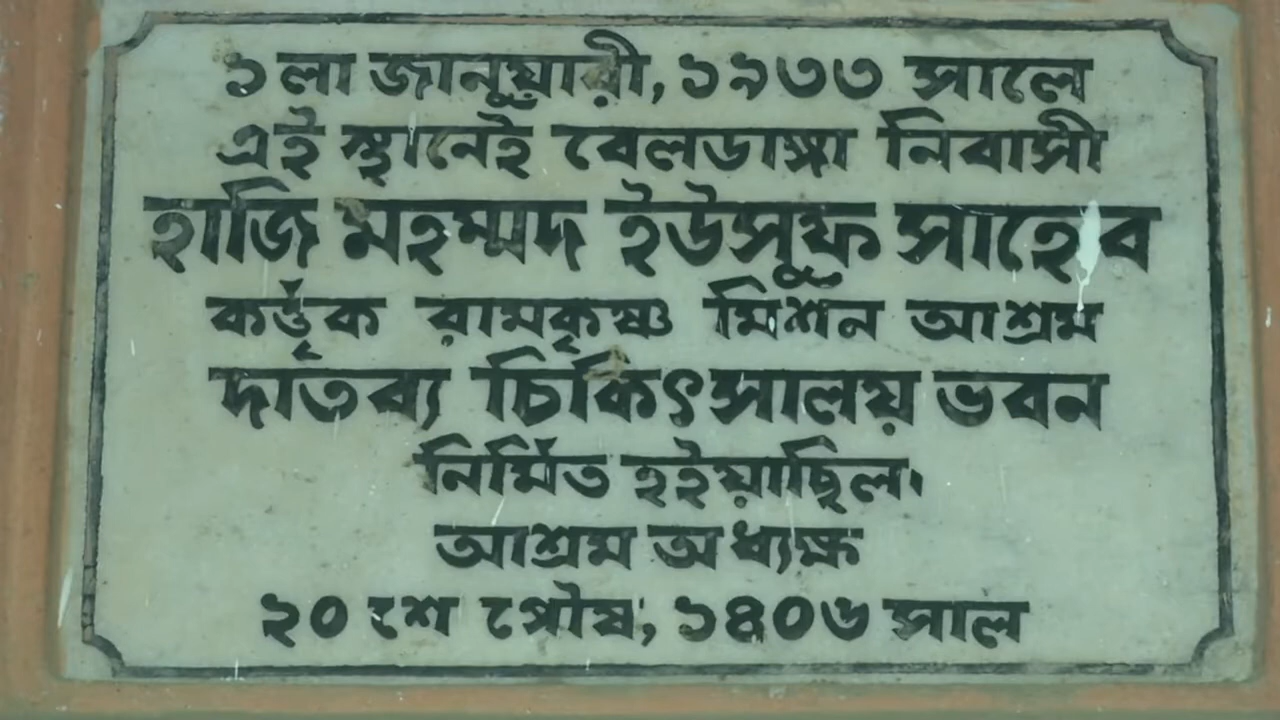 ১লা জানুয়ারী, ১৯৩৩ সালে
এই স্থানেই বেলডাঙ্গা নিবাসী
হাজি মহম্মদ ইউসূফ সাহেব
কর্ত্তৃক রামকৃষ্ণ মিশন আশ্রম
দাতব্য চিকিৎসালয় ভবন
নির্মিত হইয়াছিল।
আশ্রম অধ্যক্ষ
২০ শে পৌষ, ১৪০৬ সাল